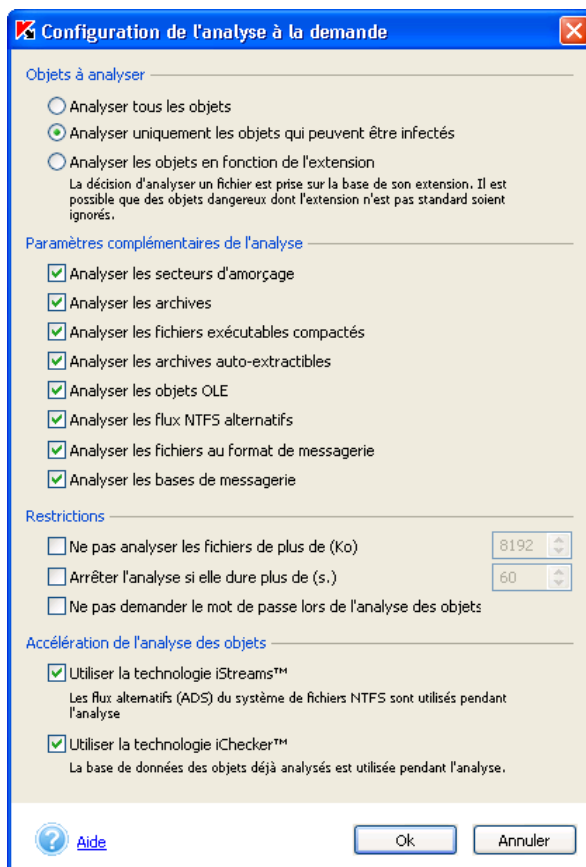 Configuration de l'analyse à la demande
Objets à analyser
Analyser tous les objets
Analyser uniquement les objets qui peuvent être infectés
Analyser les objets en fonction de l'extension
La décision d'analyser un fichier est prise sur la base de son extension. Il est
possible que des objets dangereux dont l'extension n'est pas standard soient
ignorés.
Paramètres complémentaires de l'analyse
Analyser les secteurs d'amorçage
Analyser les archives
Analyser les fichiers exécutables compactés
Analyser les archives auto-extractibles
Analyser les objets OLE
Analyser les flux NTFS alternatifs
Analyser les fichiers au format de messagerie
Analyser les bases de messagerie
Restrictions
Ne pas analyser les fichiers de plus de (Ko) 8192
Arrêter l'analyse si elle dure plus de (s.) 60
Ne pas demander le mot de passe lors de l'analyse des objets
Accélération de l'analyse des objets
Utiliser la technologie iStreams™
Les flux alternatifs (ADS) du système de fichiers NTFS sont utilisés pendant
l'analyse
Utiliser la technologie iChecker™
La base de données des objets déjà analysés est utilisée pendant l'analyse.
Aide Ok Annuler